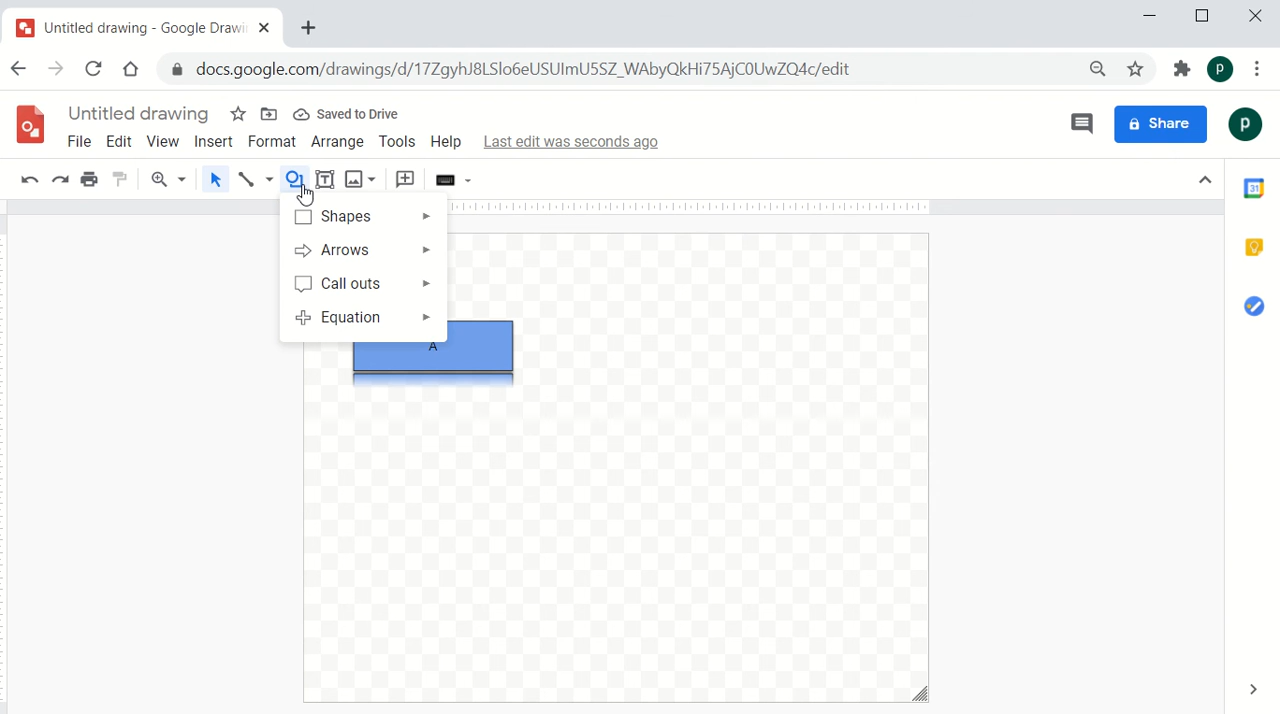 Untitled drawing - Google Drawi
docs.google.com/drawings/d/17ZgyhJ8LSlo6eUSUImU5SZ_WAbyQkHi75AjC0UwZQ4c/edit
p
Untitled drawing
Saved to Drive
File Edit View Insert Format Arrange Tools Help Last edit was seconds ago
Share
p
31
Shapes
Arrows
Call outs
Equation
A